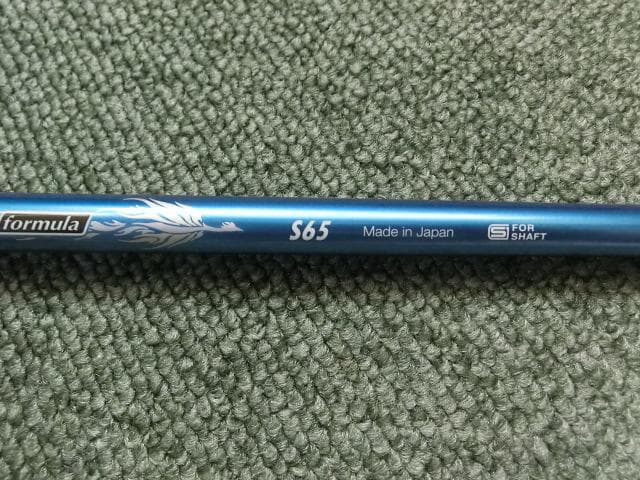 formula
S65
Made in Japan
S FOR
SHAFT